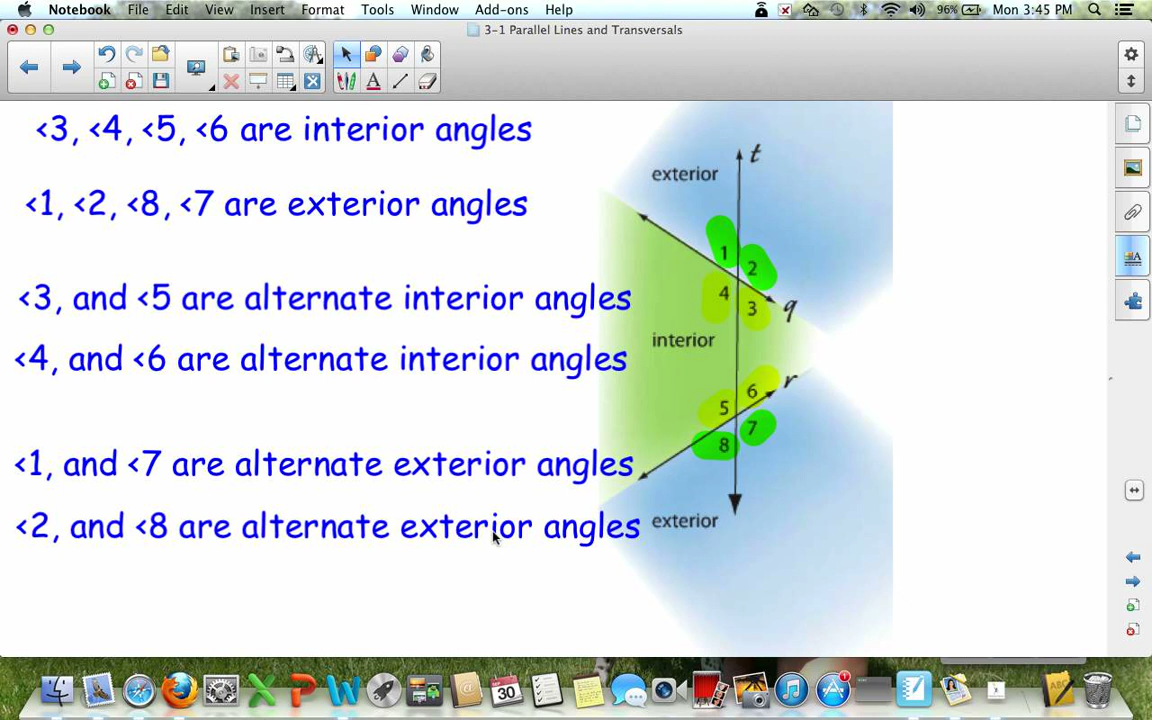 Notebook File Edit View Insert Format Tools Window Add-ons Help 96% Mon 3:45 PM
3-1 Parallel Lines and Transversals
<3, <4, <5, <6 are interior angles
<1, <2, <8, <7 are exterior angles
<3, and <5 are alternate interior angles
<4, and <6 are alternate interior angles
<1, and <7 are alternate exterior angles
<2, and <8 are alternate exterior angles
t
exterior
1
2
4
3
q
interior
6
r
5
7
8
exterior
SEP
30
1